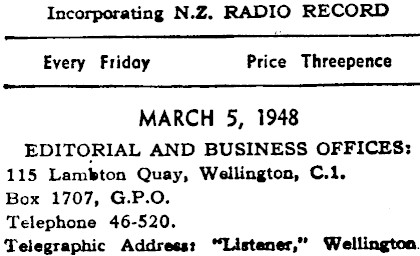 Incorporating N.Z. RADIO RECORD
Every Friday Price Threepence
MARCH 5, 1948
EDITORIAL AND BUSINESS OFFICES:
115 Lambton Quay, Wellington, C.1.
Box 1707, G.P.O.
Telephone 46-520.
Telegraphic Address: "Listener," Wellington.